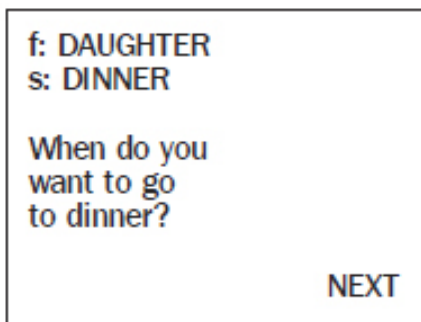 f: DAUGHTER
s: DINNER
When do you
want to go
to dinner?
NEXT